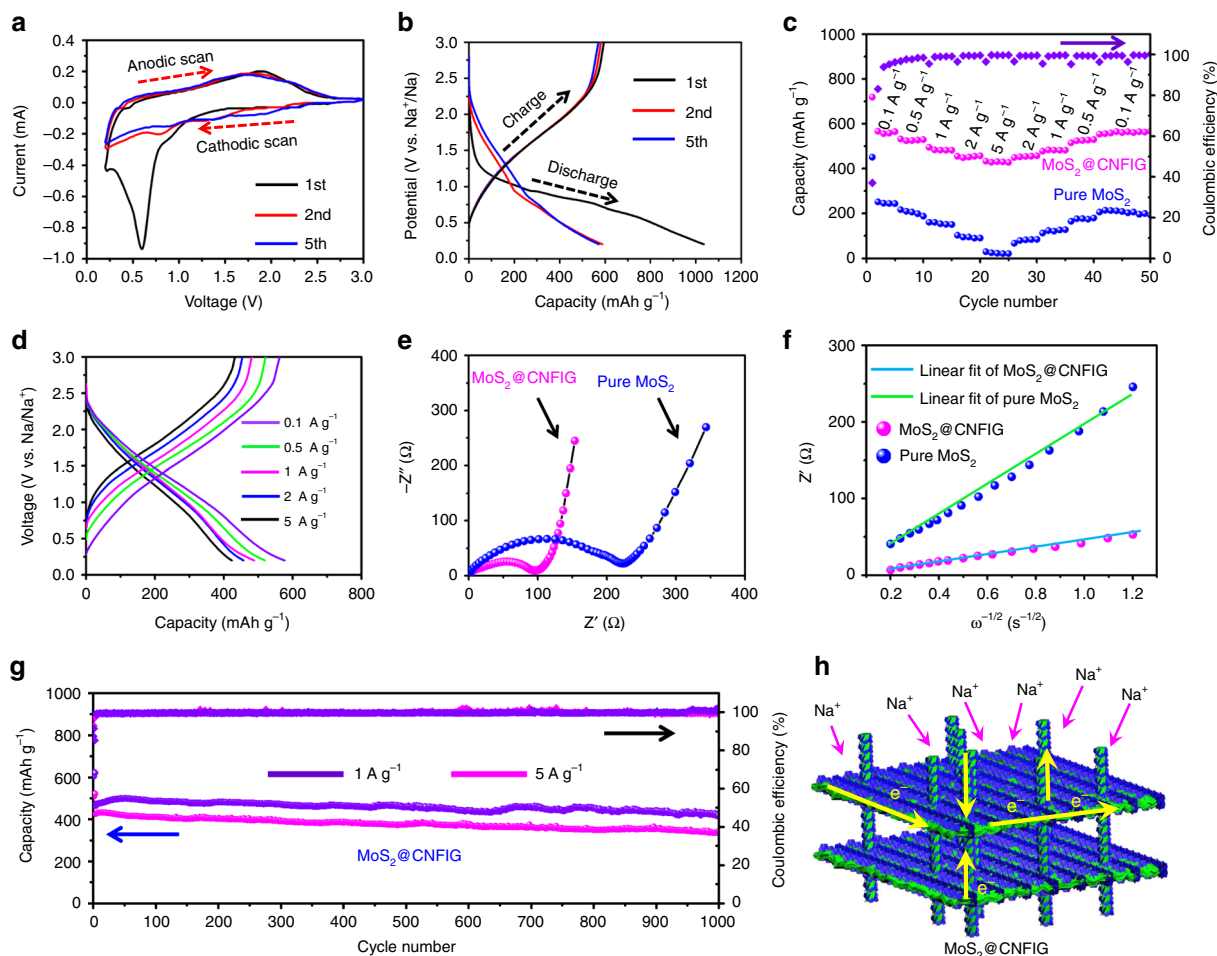 a
0.4
0.2
0.0
−0.2
−0.4
−0.6
−0.8
−1.0
Current (mA)
Anodic scan
Cathodic scan
1st
2nd
5th
0.0 0.5 1.0 1.5 2.0 2.5 3.0
Voltage (V)
b
3.0
2.5
2.0
1.5
1.0
0.5
0.0
Potential (V vs. Na⁺/Na)
Charge
Discharge
1st
2nd
5th
0 200 400 600 800 1000 1200
Capacity (mAh g⁻¹)
c
1000
900
800
700
600
500
400
300
200
100
0
Capacity (mAh g⁻¹)
0.1 A g⁻¹
0.5 A g⁻¹
1 A g⁻¹
2 A g⁻¹
5 A g⁻¹
2 A g⁻¹
1 A g⁻¹
0.5 A g⁻¹
0.1 A g⁻¹
MoS₂@CNFIG
Pure MoS₂
100
80
60
40
20
0
Coulombic efficiency (%)
0 10 20 30 40 50
Cycle number
d
3.0
2.5
2.0
1.5
1.0
0.5
0.0
Voltage (V vs. Na/Na⁺)
0.1 A g⁻¹
0.5 A g⁻¹
1 A g⁻¹
2 A g⁻¹
5 A g⁻¹
0 200 400 600 800
Capacity (mAh g⁻¹)
e
400
300
200
100
0
−Z″ (Ω)
MoS₂@CNFIG
Pure MoS₂
0 100 200 300 400
Z′ (Ω)
f
300
200
100
0
Z′ (Ω)
Linear fit of MoS₂@CNFIG
Linear fit of pure MoS₂
MoS₂@CNFIG
Pure MoS₂
0.2 0.4 0.6 0.8 1.0 1.2
ω⁻¹/² (s⁻¹/²)
g
1000
900
800
700
600
500
400
300
200
100
0
Capacity (mAh g⁻¹)
1 A g⁻¹
5 A g⁻¹
MoS₂@CNFIG
100
80
60
40
20
0
Coulombic efficiency (%)
0 100 200 300 400 500 600 700 800 900 1000
Cycle number
h
Na⁺
Na⁺
Na⁺
Na⁺
Na⁺
Na⁺
e⁻
e⁻
e⁻
e⁻
MoS₂@CNFIG